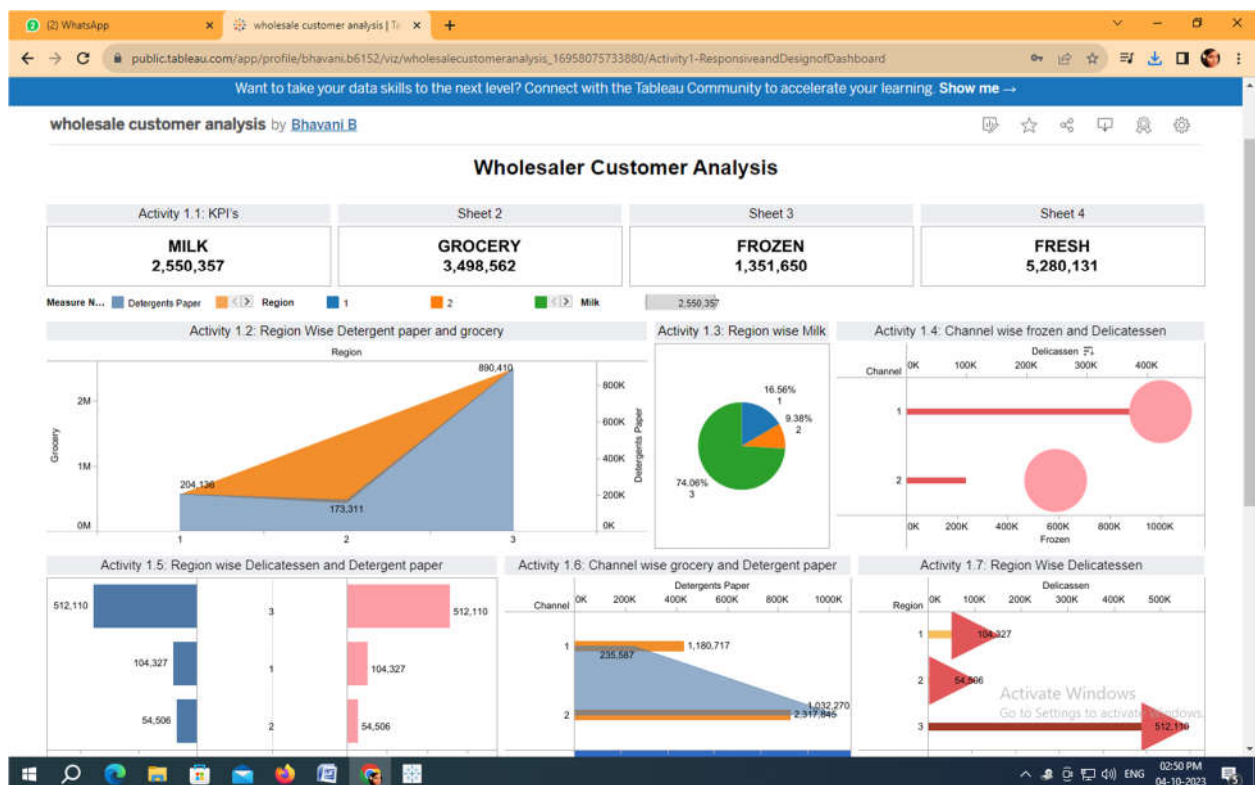 (2) WhatsApp
wholesale customer analysis | Ta
public.tableau.com/app/profile/bhavani.b6152/viz/wholesalecustomeranalysis_16958075733880/Activity1-ResponsiveandDesignofDashboard
Want to take your data skills to the next level? Connect with the Tableau Community to accelerate your learning. Show me →
wholesale customer analysis by Bhavani B
Wholesaler Customer Analysis
Activity 1.1: KPI's Sheet 2 Sheet 3 Sheet 4
MILK GROCERY FROZEN FRESH
2,550,357 3,498,562 1,351,650 5,280,131
Measure N... Detergents Paper Region 1 2 Milk 2,550,357
Activity 1.2: Region Wise Detergent paper and grocery
Region
890,410
2M
800K
600K
Grocery
Detergents Paper
1M
400K
204,136
200K
173,311
0M
0K
1 2 3
Activity 1.3: Region wise Milk
16.56%
1
9.38%
2
74.06%
3
Activity 1.4: Channel wise frozen and Delicatessen
Delicassen
Channel 0K 100K 200K 300K 400K
1
2
0K 200K 400K 600K 800K 1000K
Frozen
Activity 1.5: Region wise Delicatessen and Detergent paper
512,110 3 512,110
104,327 1 104,327
54,506 2 54,506
Activity 1.6: Channel wise grocery and Detergent paper
Detergents Paper
Channel 0K 200K 400K 600K 800K 1000K
1 1,180,717
235,587
1,032,270
2 2,317,845
Activity 1.7: Region Wise Delicatessen
Delicassen
Region 0K 100K 200K 300K 400K 500K
1 104,327
2 54,506
3 512,110
Activate Windows
Go to Settings to activate Windows.
ENG
02:50 PM
04-10-2023
5